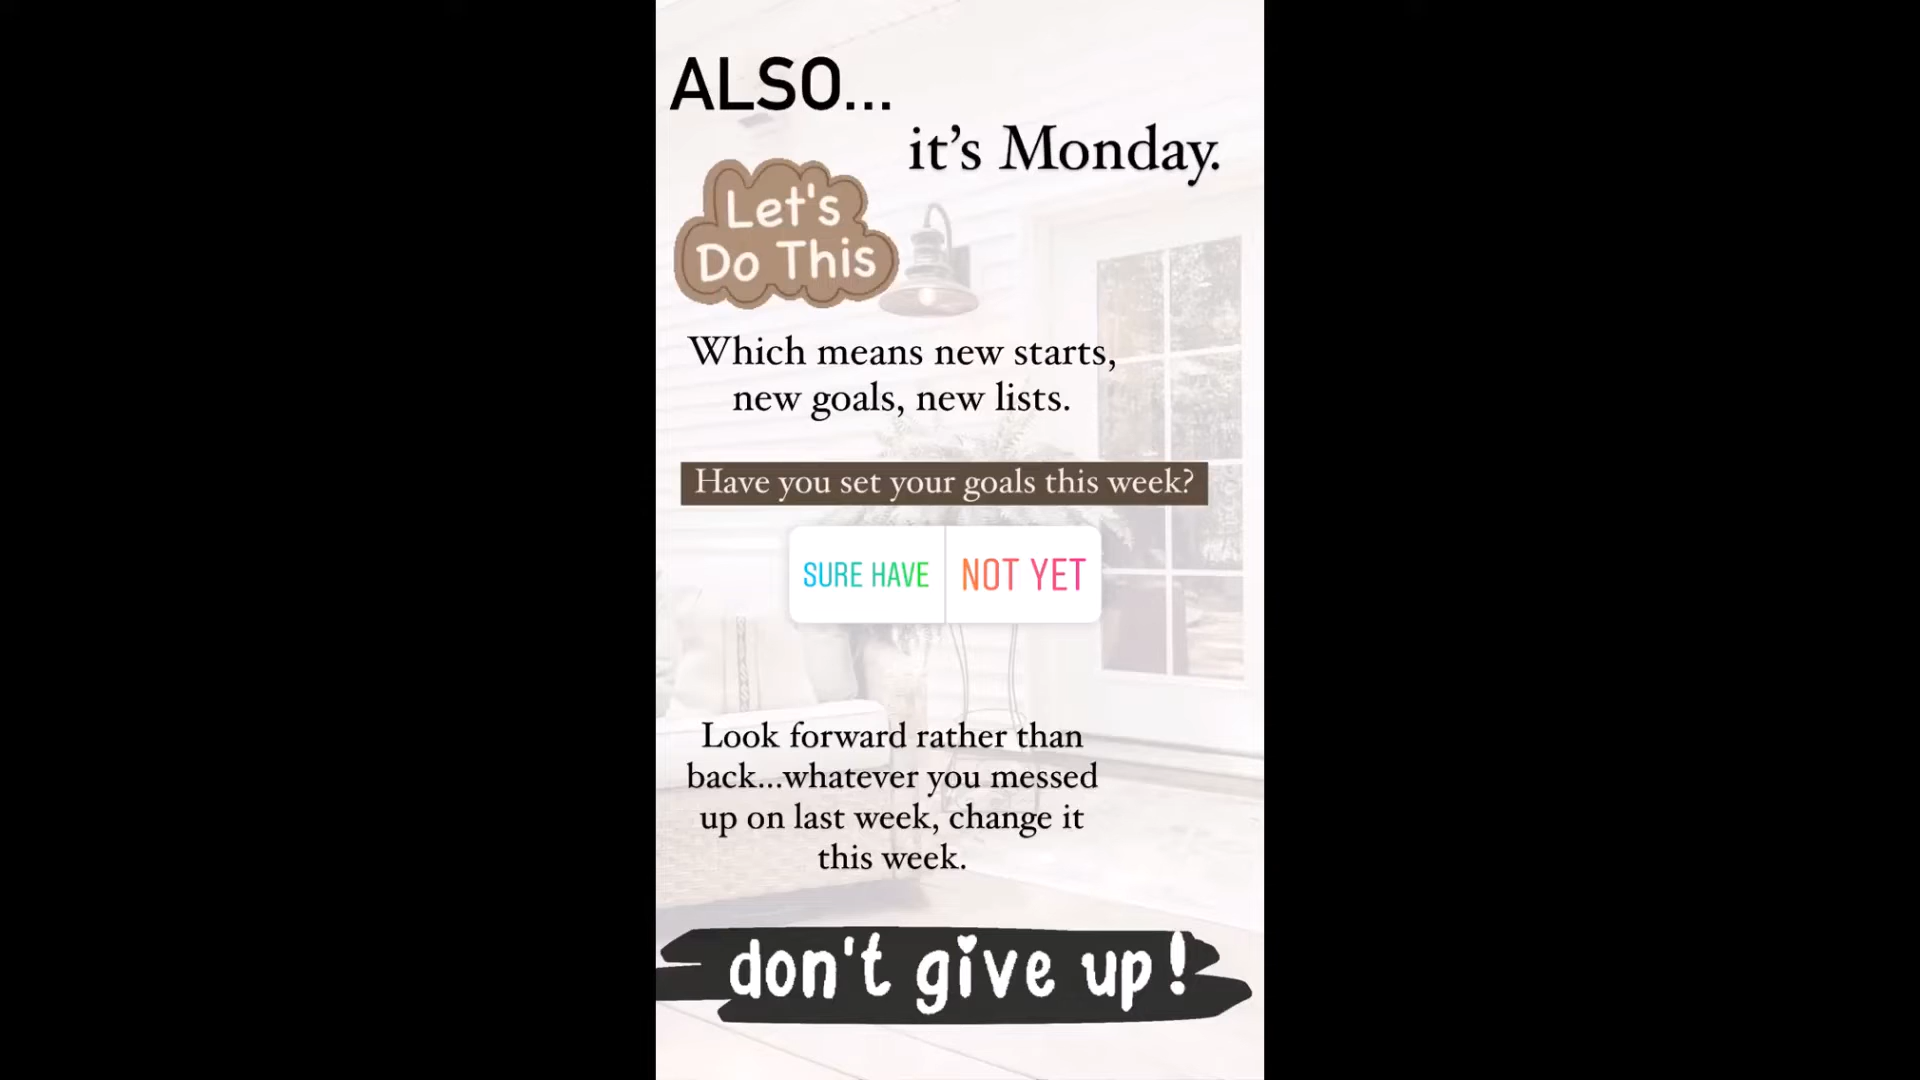 ALSO...
it's Monday.
Let's
Do This
Which means new starts,
new goals, new lists.
Have you set your goals this week?
SURE HAVE
NOT YET
Look forward rather than
back...whatever you messed
up on last week, change it
this week.
don't give up!